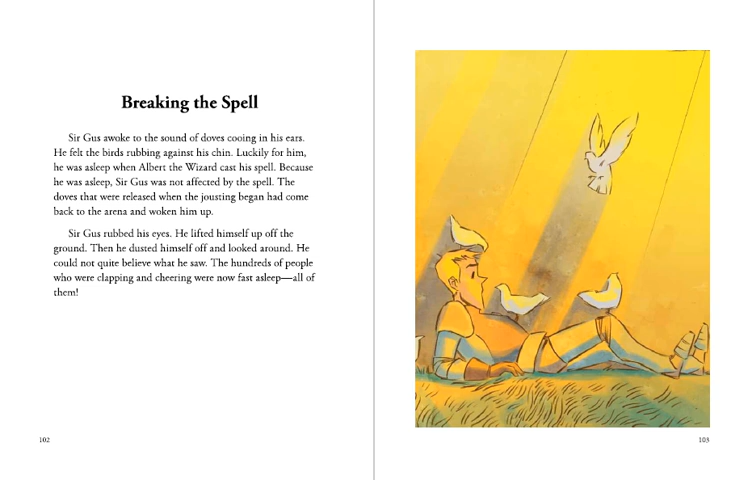 Breaking the Spell
Sir Gus awoke to the sound of doves cooing in his ears.
He felt the birds rubbing against his chin. Luckily for him,
he was asleep when Albert the Wizard cast his spell. Because
he was asleep, Sir Gus was not affected by the spell. The
doves that were released when the jousting began had come
back to the arena and woken him up.
Sir Gus rubbed his eyes. He lifted himself up off the
ground. Then he dusted himself off and looked around. He
could not quite believe what he saw. The hundreds of people
who were clapping and cheering were now fast asleep—all of
them!
102
103